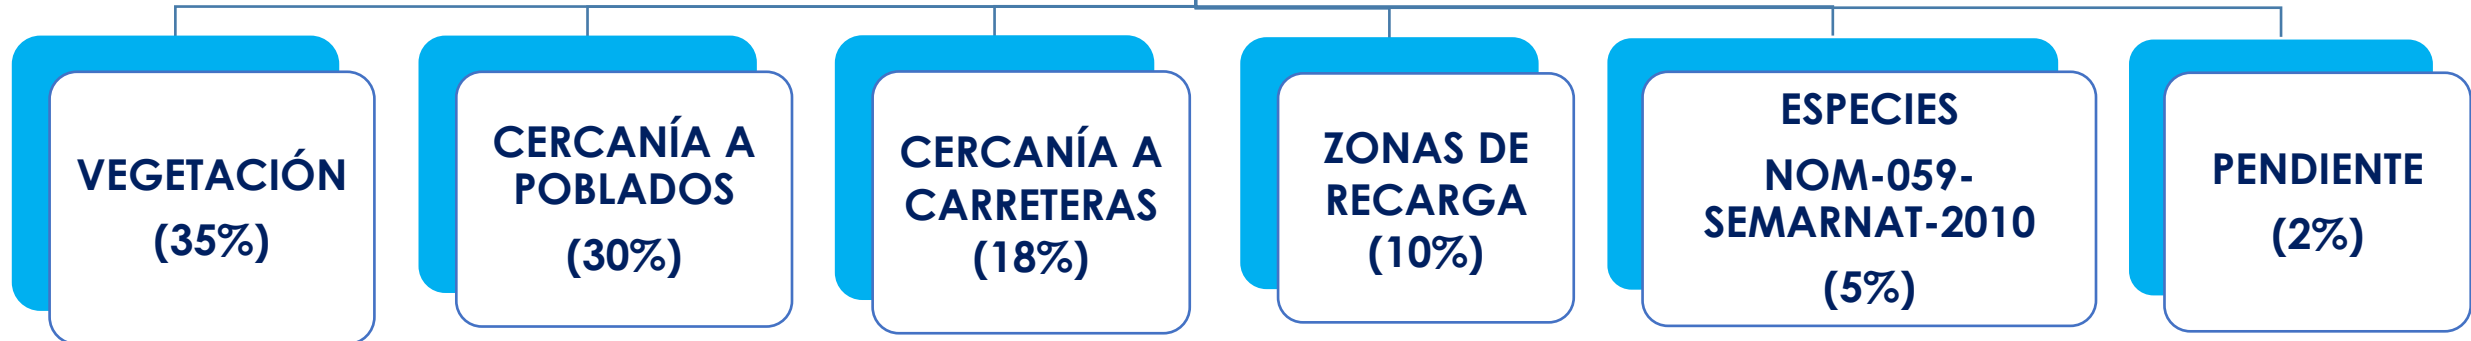 VEGETACIÓN
(35%)
CERCANÍA A
POBLADOS
(30%)
CERCANÍA A
CARRETERAS
(18%)
ZONAS DE
RECARGA
(10%)
ESPECIES
NOM-059-
SEMARNAT-2010
(5%)
PENDIENTE
(2%)